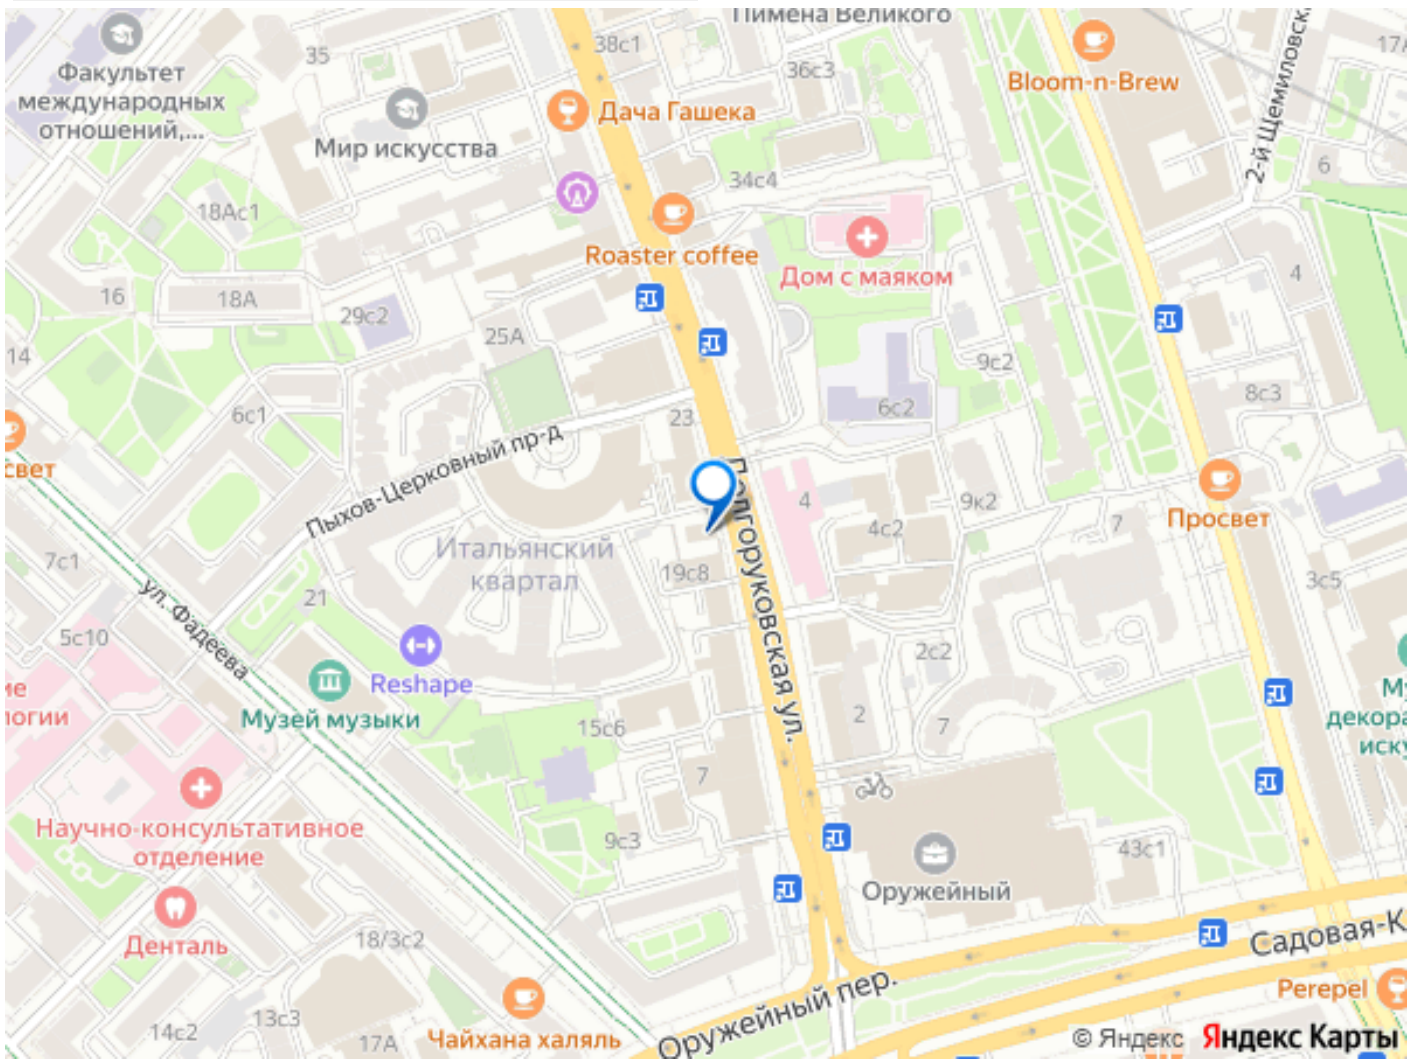 Пимена Великого
38с1
35
Факультет
международных
отношений,...
Мир искусства
Дача Гашека
36с3
Bloom-n-Brew
2-й Щемиловск
17
6
18Ас1
34с4
Roaster coffee
Дом с маяком
16
18А
29с2
25А
4
14
9с2
6с1
23
6с2
8с3
свет
Пыхов-Церковный пр-д
4
9к2
Просвет
4с2
7
Итальянский
квартал
7с1
19с8
3с5
ул. Фадеева
21
Долгоруковская ул.
5с10
2с2
Reshape
ие
логии
Музей музыки
15с6
2
7
Му
декора
иску
7
Научно-консультативное
отделение
9с3
43с1
Оружейный
Денталь
18/3с2
Садовая-К
Оружейный пер.
Perepel
13с3
14с2
17А
Чайхана халяль
© Яндекс Яндекс Карты